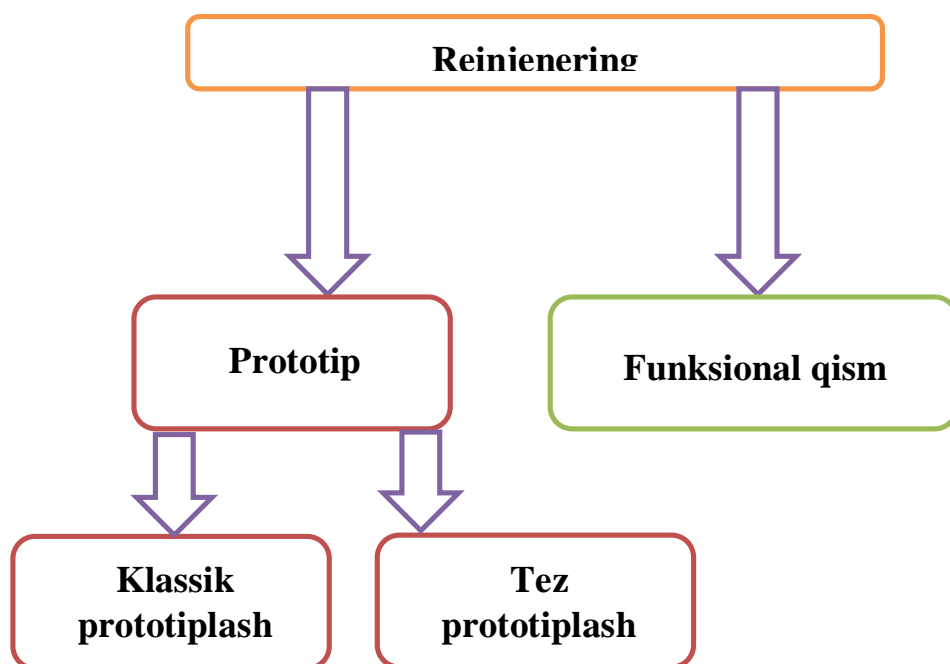 Reinjenering
Prototip
Funksional qism
Klassik
prototiplash
Tez
prototiplash